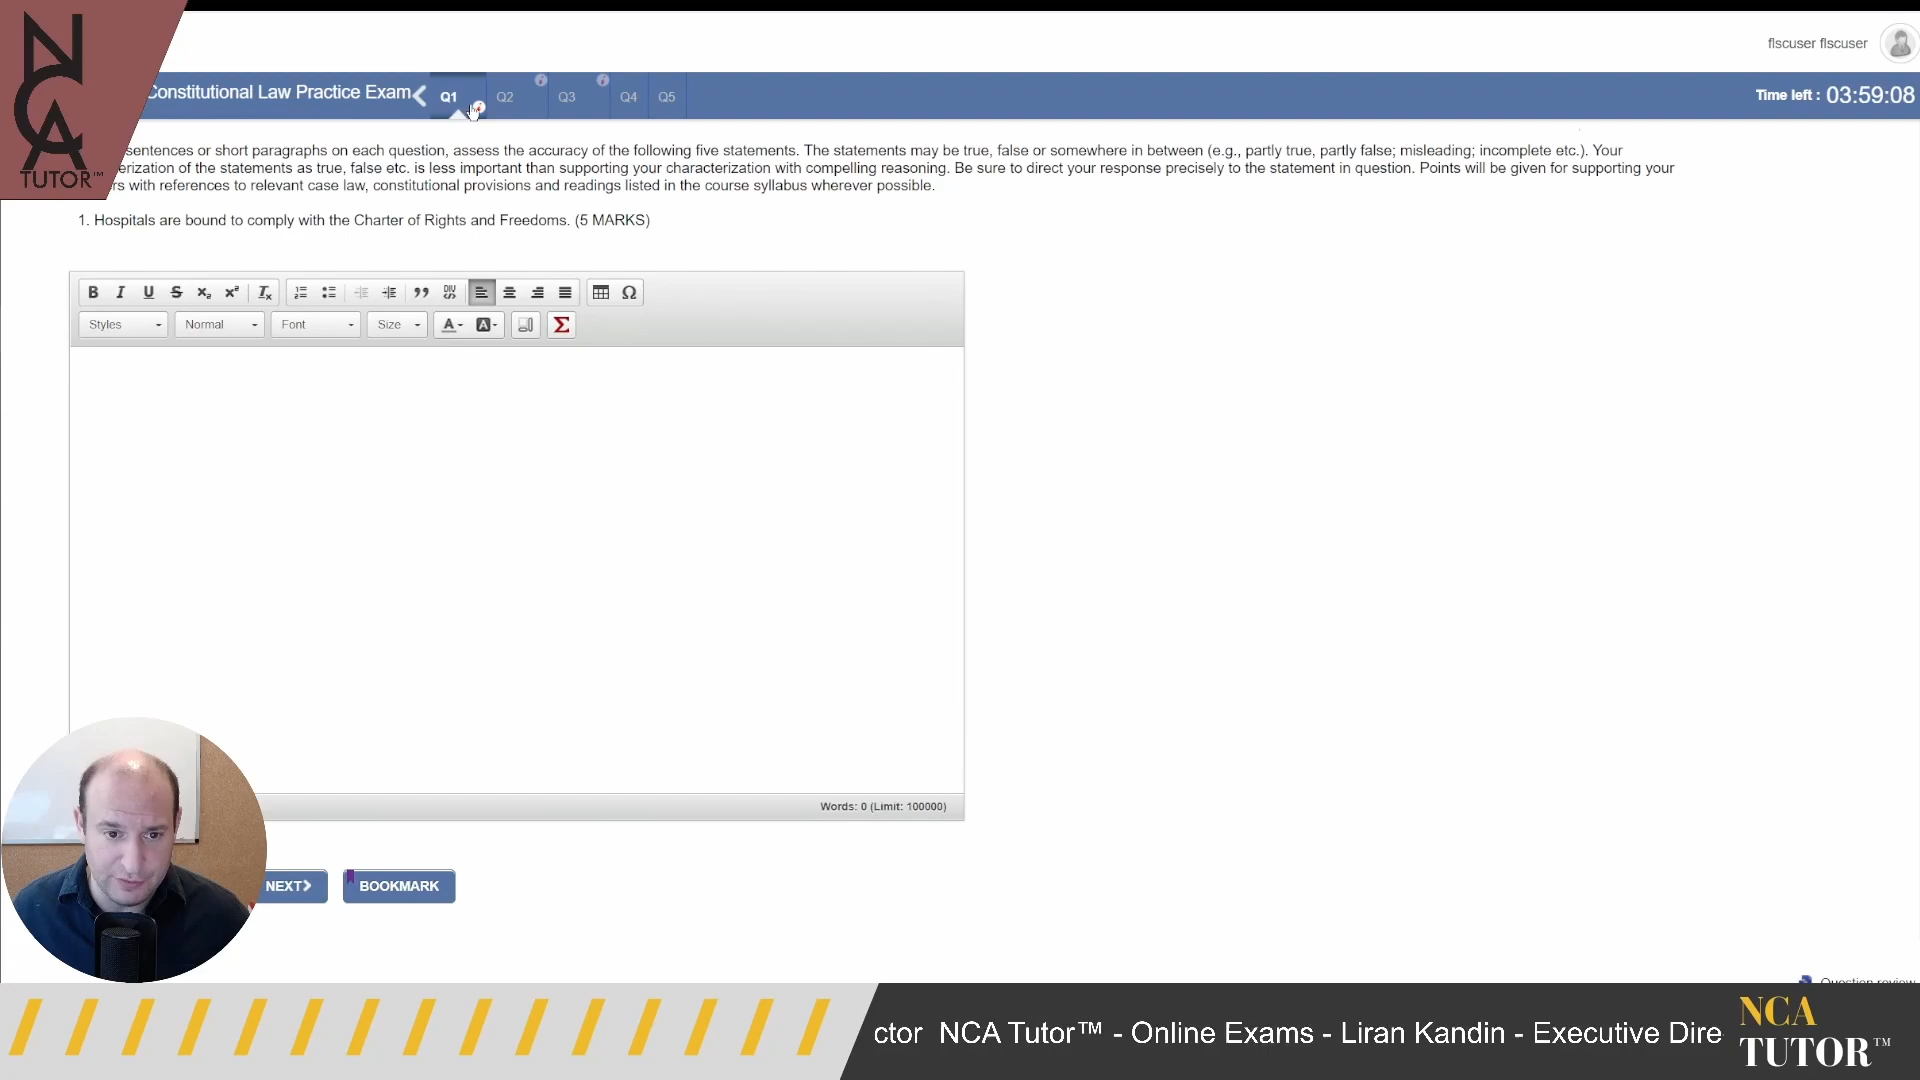 NCA
TUTOR™
flscuser flscuser
Constitutional Law Practice Exam
Q1
Q2
Q3
Q4
Q5
Time left : 03:59:08
sentences or short paragraphs on each question, assess the accuracy of the following five statements. The statements may be true, false or somewhere in between (e.g., partly true, partly false; misleading; incomplete etc.). Your
erization of the statements as true, false etc. is less important than supporting your characterization with compelling reasoning. Be sure to direct your response precisely to the statement in question. Points will be given for supporting your
rs with references to relevant case law, constitutional provisions and readings listed in the course syllabus wherever possible.
1. Hospitals are bound to comply with the Charter of Rights and Freedoms. (5 MARKS)
Styles
Normal
Font
Size
Words: 0 (Limit: 100000)
NEXT
BOOKMARK
Question review
ctor NCA Tutor™ - Online Exams - Liran Kandin - Executive Dire
NCA
TUTOR™